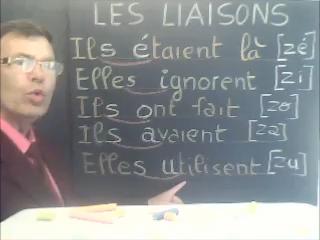 LES LIAISONS
Ils étaient là [zé]
Elles ignorent [zi]
Ils ont fait [zo]
Ils avaient [za]
Elles utilisent [zu]